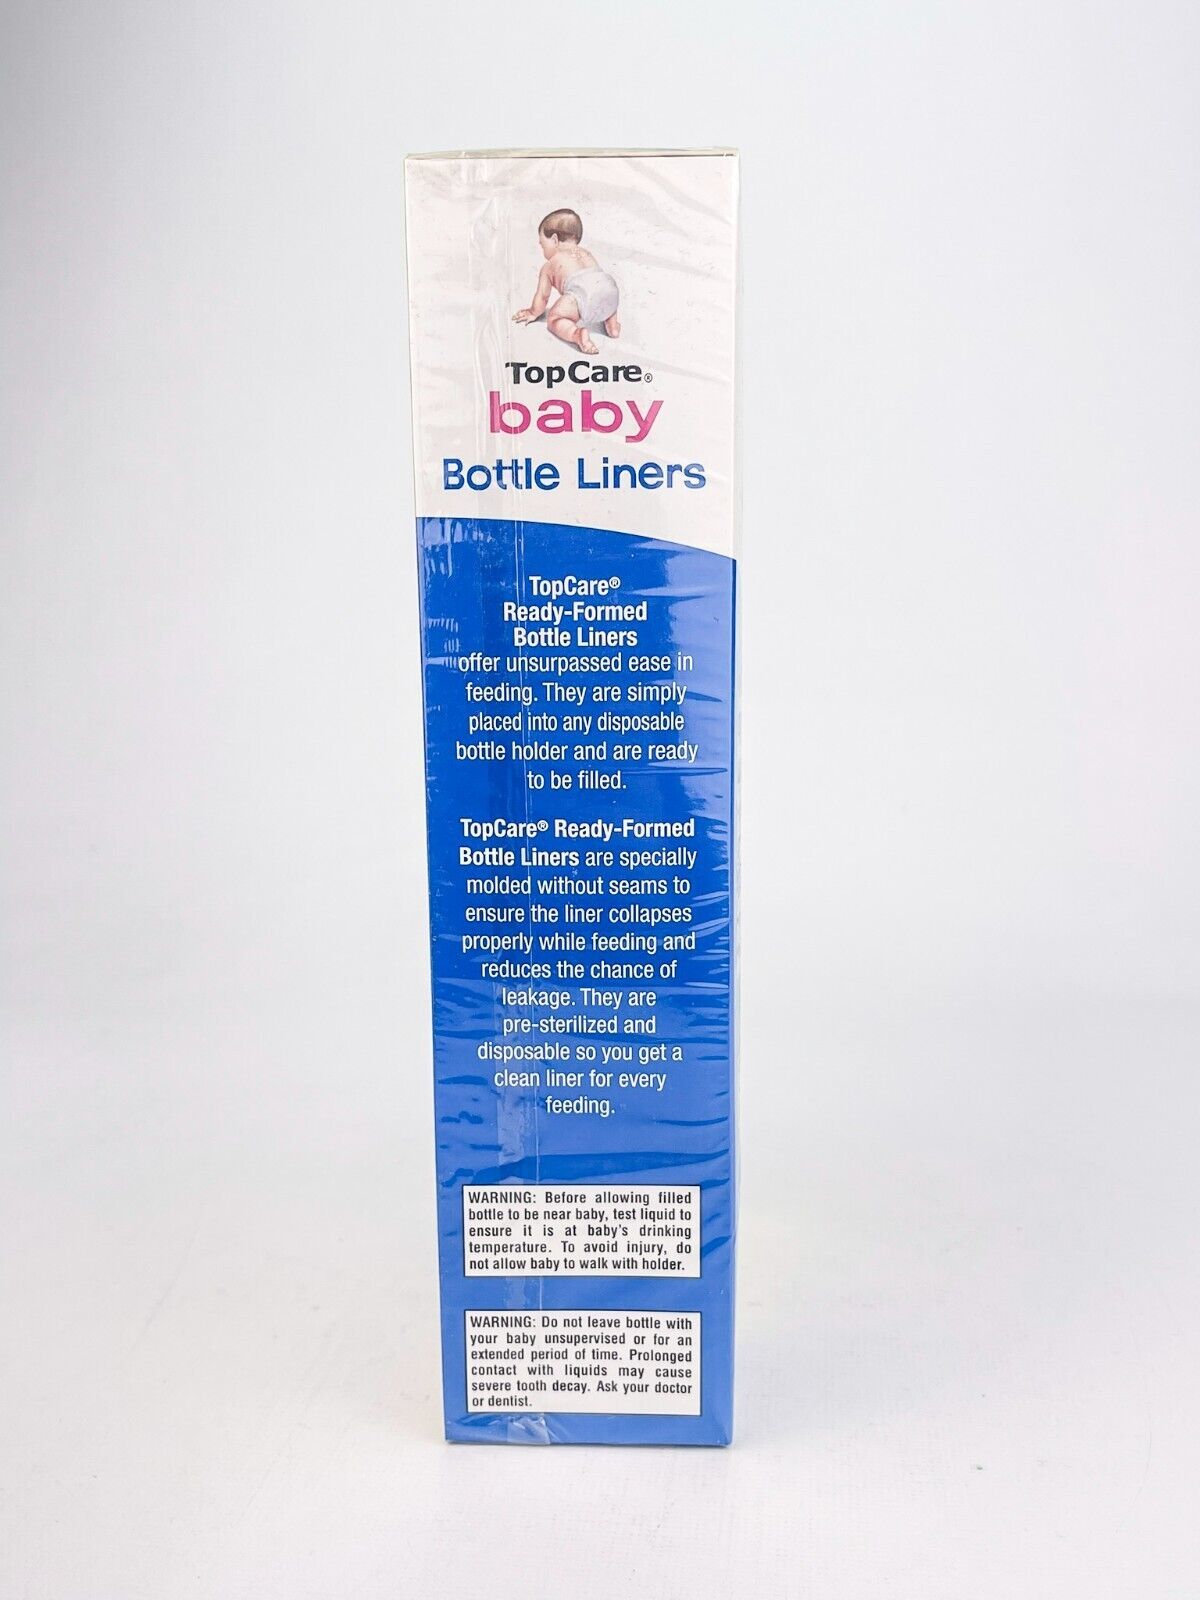 TopCare®
baby
Bottle Liners
TopCare®
Ready-Formed
Bottle Liners
offer unsurpassed ease in
feeding. They are simply
placed into any disposable
bottle holder and are ready
to be filled.
TopCare® Ready-Formed
Bottle Liners are specially
molded without seams to
ensure the liner collapses
properly while feeding and
reduces the chance of
leakage. They are
pre-sterilized and
disposable so you get a
clean liner for every
feeding.
WARNING: Before allowing filled
bottle to be near baby, test liquid to
ensure it is at baby's drinking
temperature. To avoid injury, do
not allow baby to walk with holder.
WARNING: Do not leave bottle with
your baby unsupervised or for an
extended period of time. Prolonged
contact with liquids may cause
severe tooth decay. Ask your doctor
or dentist.